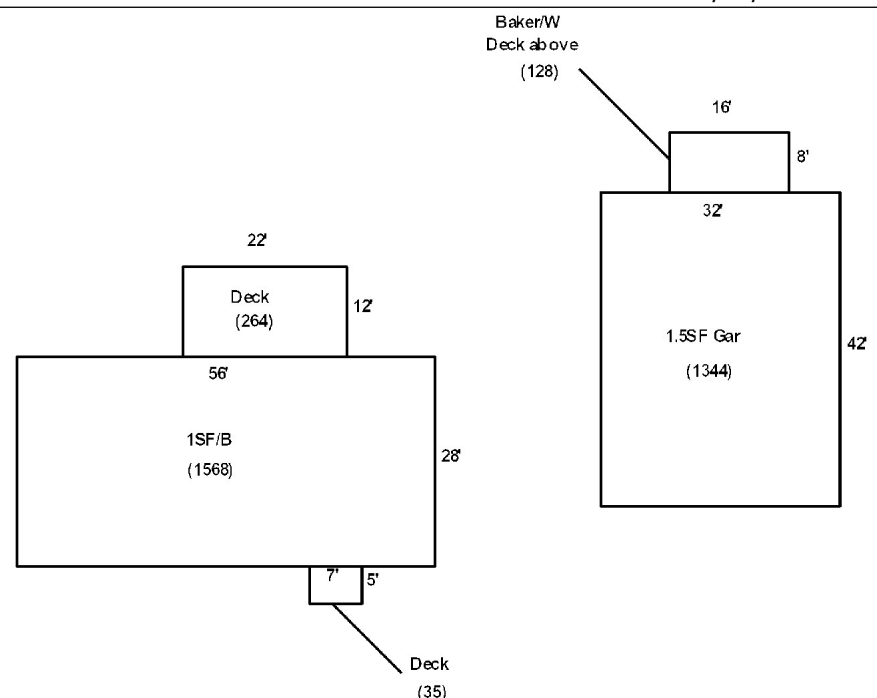 Baker/W
Deck above
(128)
16'
8'
32'
1.5SF Gar
(1344)
42'
22'
Deck
(264)
12'
56'
1SF/B
(1568)
28'
7'
5'
Deck
(35)